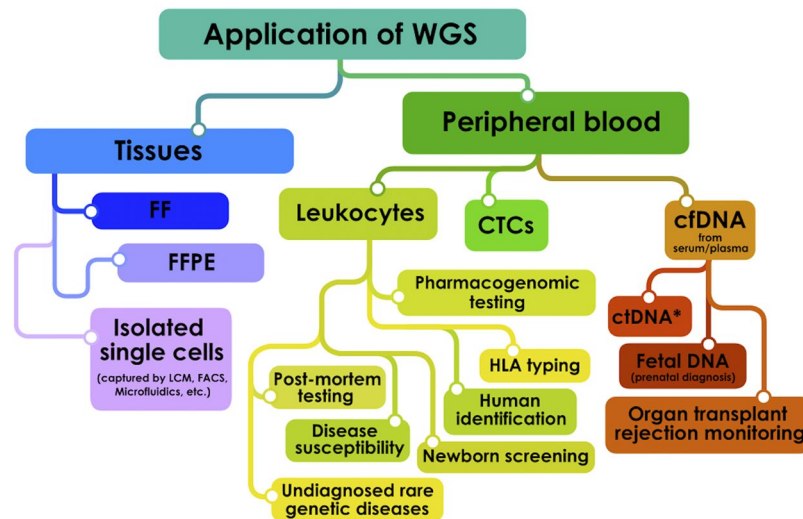 Application of WGS
Tissues
Peripheral blood
FF
FFPE
Isolated
single cells
(captured by LCM, FACS,
Microfluidics, etc.)
Leukocytes
CTCs
cfDNA
from
serum/plasma
Pharmacogenomic
testing
HLA typing
Human
identification
Newborn screening
Post-mortem
testing
Disease
susceptibility
Undiagnosed rare
genetic diseases
ctDNA*
Fetal DNA
(prenatal diagnosis)
Organ transplant
rejection monitoring